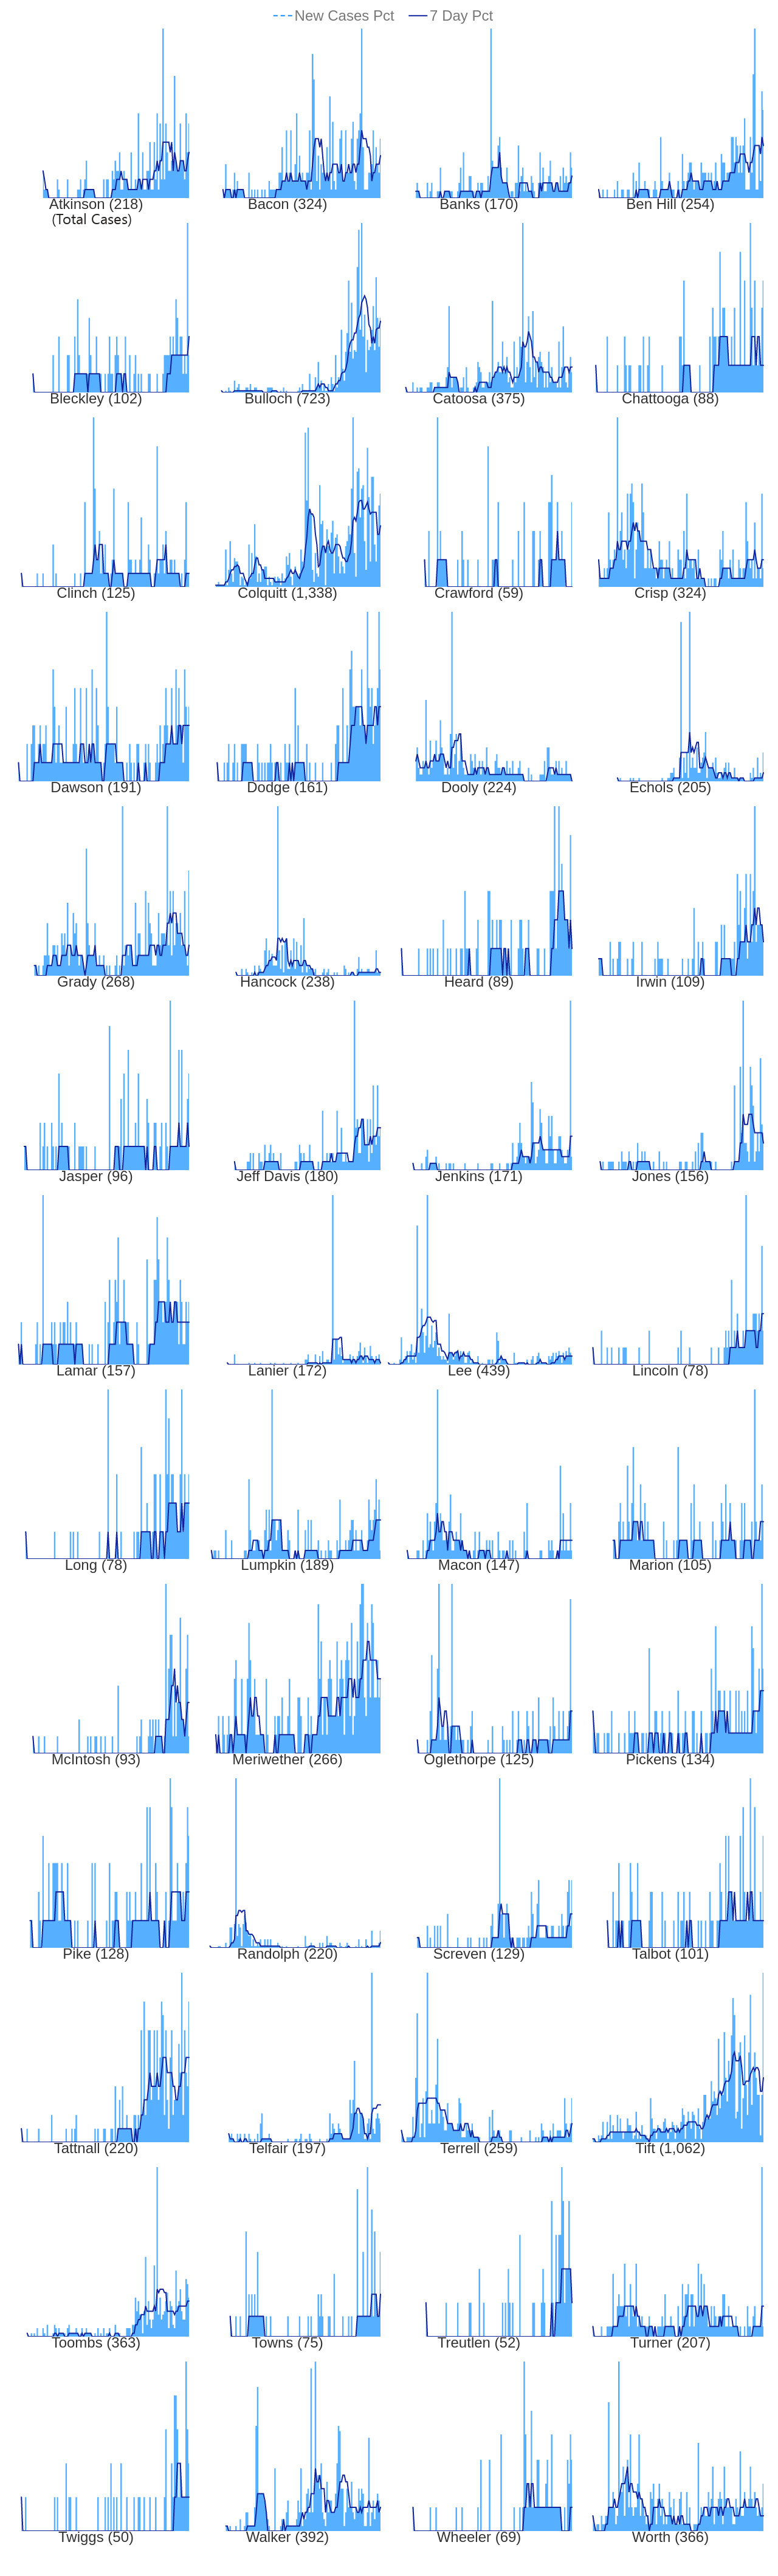 New Cases Pct 7 Day Pct
Atkinson (218) Bacon (324) Banks (170) Ben Hill (254)
(Total Cases)
Bleckley (102) Bulloch (723) Catoosa (375) Chattooga (88)
Clinch (125) Colquitt (1,338) Crawford (59) Crisp (324)
Dawson (191) Dodge (161) Dooly (224) Echols (205)
Grady (268) Hancock (238) Heard (89) Irwin (109)
Jasper (96) Jeff Davis (180) Jenkins (171) Jones (156)
Lamar (157) Lanier (172) Lee (439) Lincoln (78)
Long (78) Lumpkin (189) Macon (147) Marion (105)
McIntosh (93) Meriwether (266) Oglethorpe (125) Pickens (134)
Pike (128) Randolph (220) Screven (129) Talbot (101)
Tattnall (220) Telfair (197) Terrell (259) Tift (1,062)
Toombs (363) Towns (75) Treutlen (52) Turner (207)
Twiggs (50) Walker (392) Wheeler (69) Worth (366)